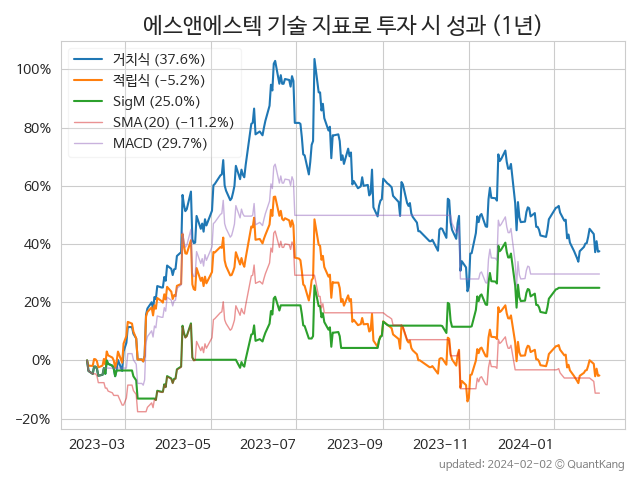 에스앤에스텍 기술 지표로 투자 시 성과 (1년)
거치식 (37.6%)
적립식 (−5.2%)
SigM (25.0%)
SMA(20) (−11.2%)
MACD (29.7%)
100%
80%
60%
40%
20%
0%
−20%
2023-03
2023-05
2023-07
2023-09
2023-11
2024-01
updated: 2024-02-02 © QuantKang